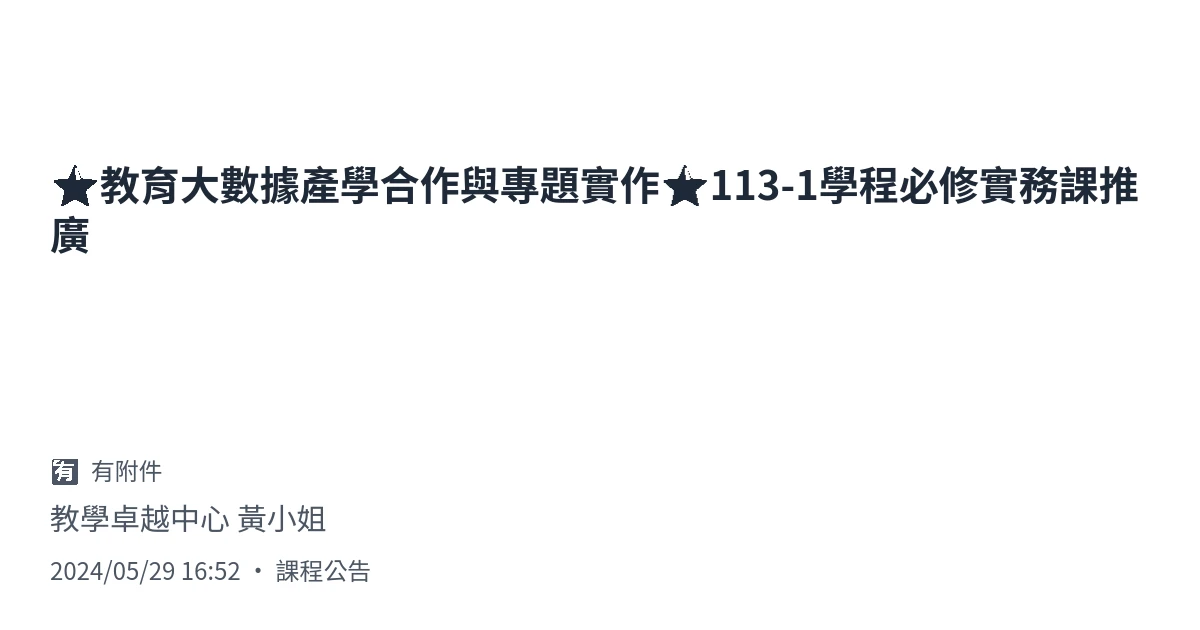 ★教育大數據產學合作與專題實作★113-1學程必修實務課推
廣
🈶 有附件
教學卓越中心 黃小姐
2024/05/29 16:52 · 課程公告